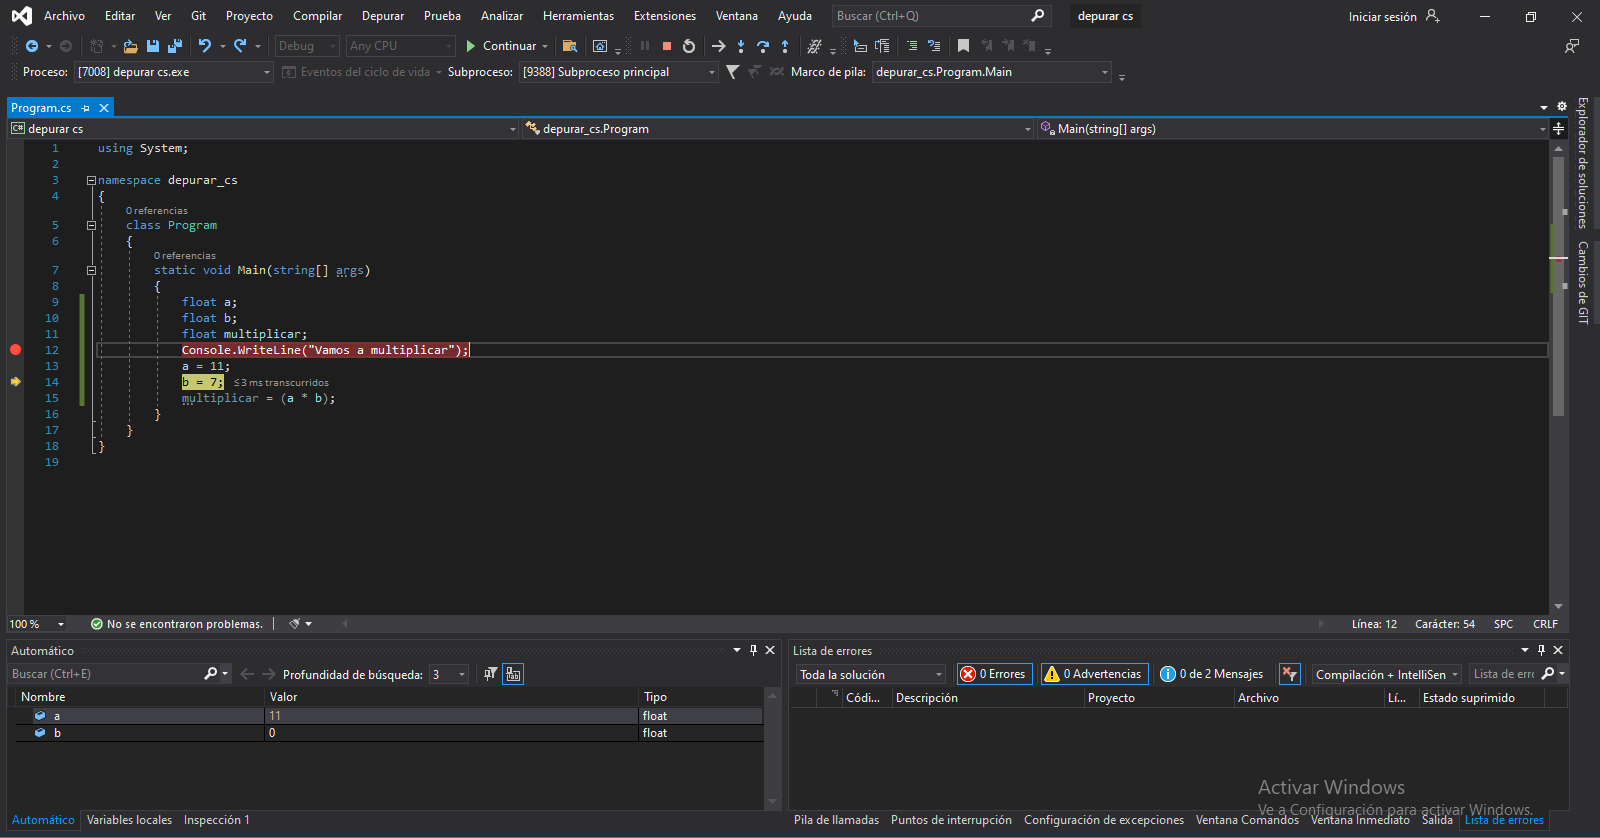 Archivo Editar Ver Git Proyecto Compilar Depurar Prueba Analizar Herramientas Extensiones Ventana Ayuda Buscar (Ctrl+Q) depurar cs Iniciar sesión
Debug Any CPU Continuar
Proceso: [7008] depurar cs.exe Eventos del ciclo de vida Subproceso: [9388] Subproceso principal Marco de pila: depurar_cs.Program.Main
Program.cs
C# depurar cs depurar_cs.Program Main(string[] args)
1 using System;
2
3 namespace depurar_cs
4 {
0 referencias
5 class Program
6 {
0 referencias
7 static void Main(string[] args)
8 {
9 float a;
10 float b;
11 float multiplicar;
12 Console.WriteLine("Vamos a multiplicar");
13 a = 11;
14 b = 7; ≤3 ms transcurridos
15 multiplicar = (a * b);
16 }
17 }
18 }
19
Explorador de soluciones
Cambios de GIT
100 % No se encontraron problemas. Línea: 12 Carácter: 54 SPC CRLF
Automático
Buscar (Ctrl+E) Profundidad de búsqueda: 3
Nombre Valor Tipo
a 11 float
b 0 float
Automático Variables locales Inspección 1
Lista de errores
Toda la solución 0 Errores 0 Advertencias 0 de 2 Mensajes Compilación + IntelliSen Lista de errc
Códi... Descripción Proyecto Archivo Lí... Estado suprimido
Activar Windows
Ve a Configuración para activar Windows.
Pila de llamadas Puntos de interrupción Configuración de excepciones Ventana Comandos Ventana Inmediato Salida Lista de errores